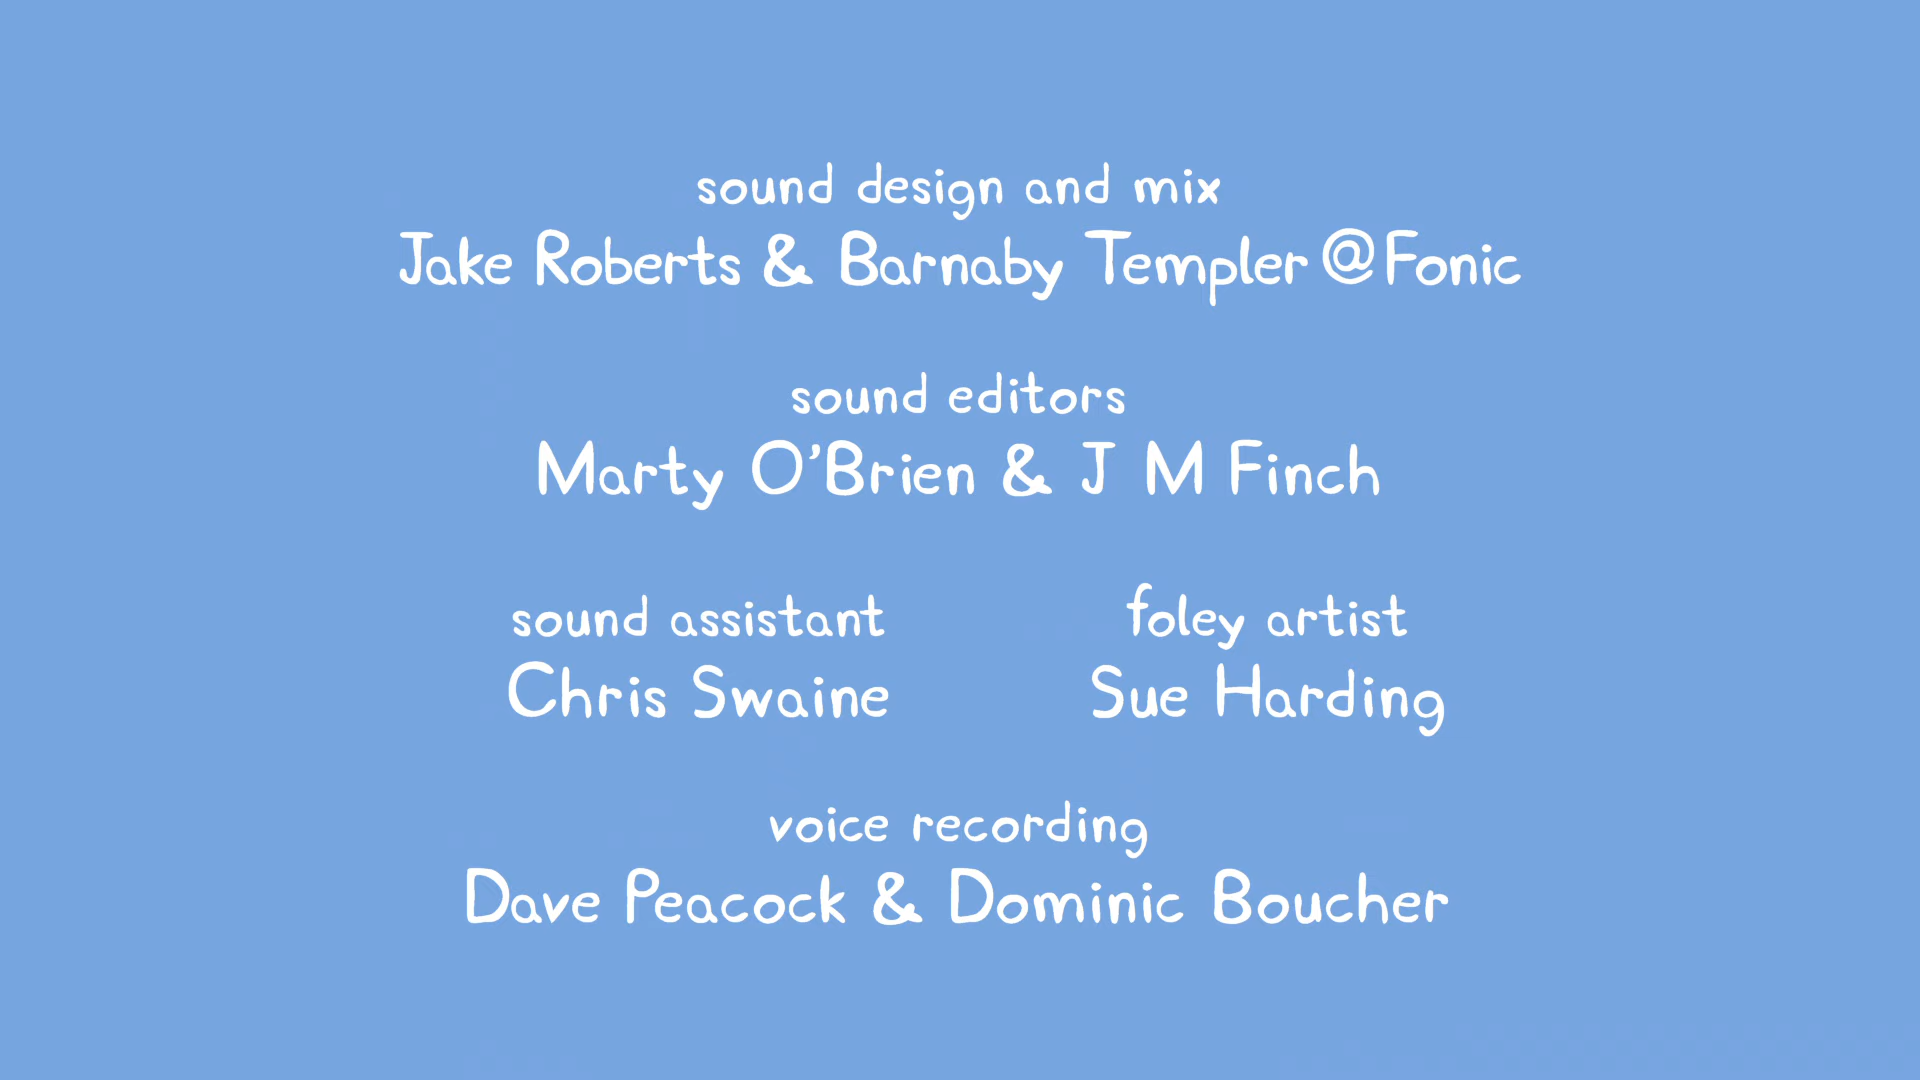 sound design and mix
Jake Roberts & Barnaby Templer @Fonic
sound editors
Marty O'Brien & J M Finch
sound assistant
Chris Swaine
foley artist
Sue Harding
voice recording
Dave Peacock & Dominic Boucher